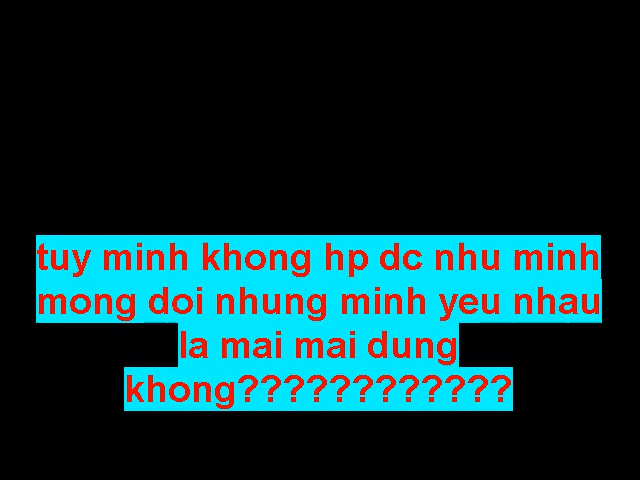 tuy minh khong hp dc nhu minh
mong doi nhung minh yeu nhau
la mai mai dung
khong????????????